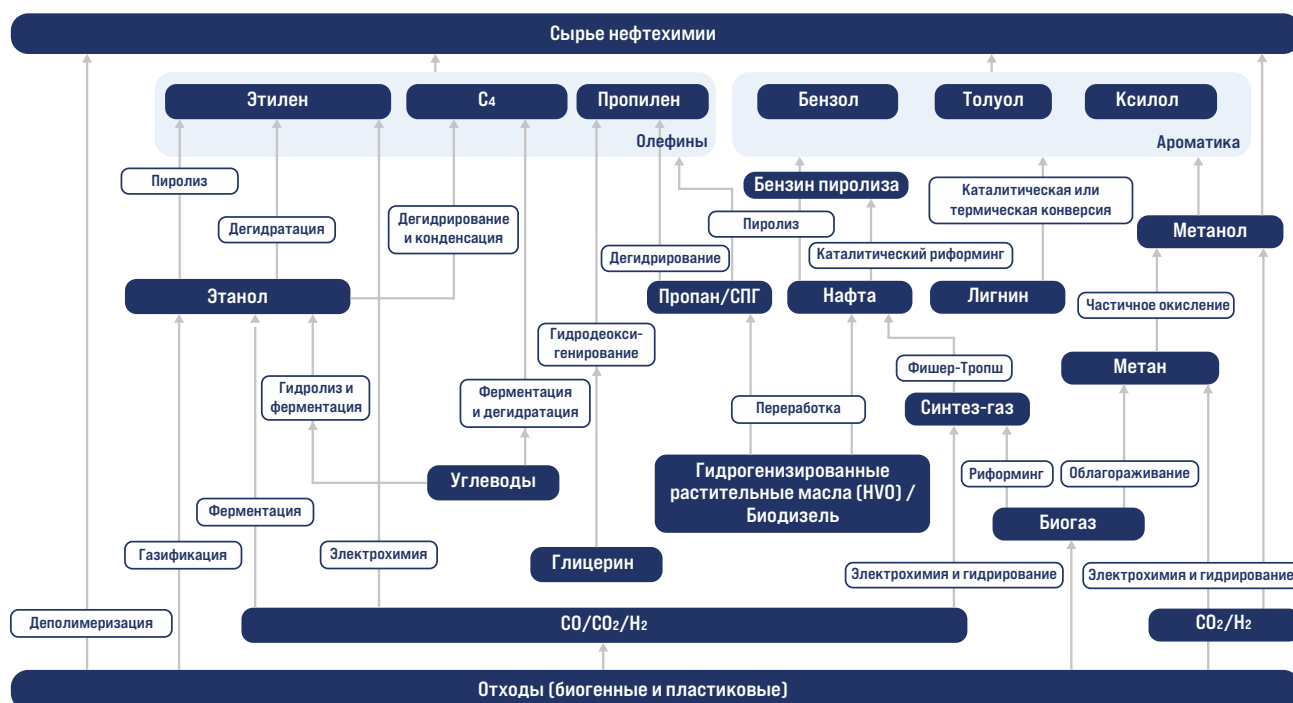 Сырье нефтехимии
Этилен
C₄
Пропилен
Бензол
Толуол
Ксилол
Олефины
Ароматика
Пиролиз
Бензин пиролиза
Каталитическая или
термическая конверсия
Дегидратация
Дегидрирование
и конденсация
Пиролиз
Метанол
Дегидрирование
Каталитический риформинг
Этанол
Пропан/СПГ
Нафта
Лигнин
Частичное окисление
Гидродеокси-
генирование
Фишер-Тропш
Метан
Гидролиз и
ферментация
Ферментация
и дегидратация
Переработка
Синтез-газ
Углеводы
Гидрогенизированные
растительные масла (HVO) /
Биодизель
Риформинг
Облагораживание
Ферментация
Биогаз
Газификация
Электрохимия
Глицерин
Электрохимия и гидрирование
Электрохимия и гидрирование
Деполимеризация
CO/CO₂/H₂
CO₂/H₂
Отходы (биогенные и пластиковые)